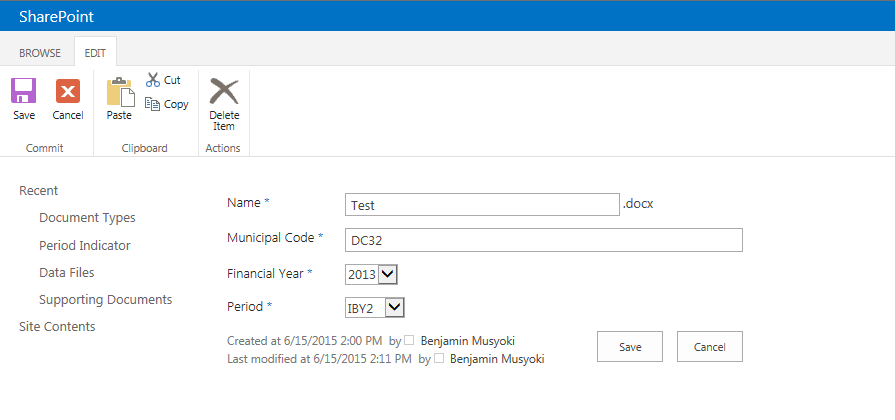 SharePoint
BROWSE EDIT
Save Cancel Paste Cut Copy Delete Item
Commit Clipboard Actions
Recent
Document Types
Period Indicator
Data Files
Supporting Documents
Site Contents
Name * Test .docx
Municipal Code * DC32
Financial Year * 2013
Period * IBY2
Created at 6/15/2015 2:00 PM by Benjamin Musyoki
Last modified at 6/15/2015 2:11 PM by Benjamin Musyoki
Save Cancel